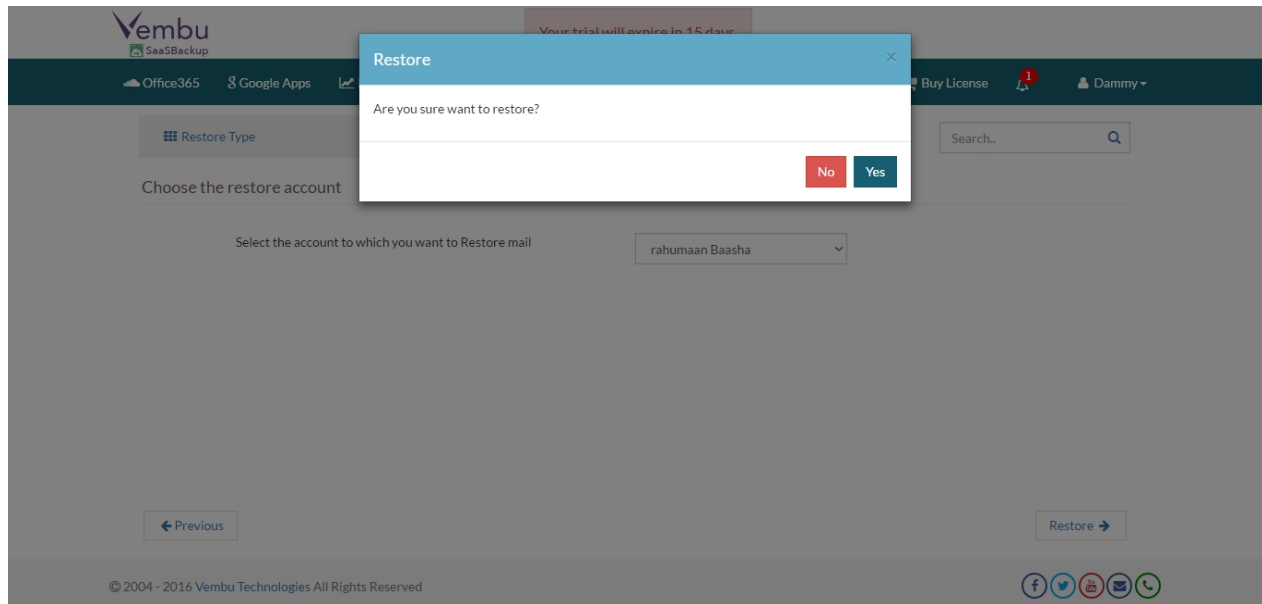 Vembu
SaaSBackup
Your trial will expire in 15 days
Restore ×
Office365 Google Apps Buy License 1 Dammy
Are you sure want to restore?
Restore Type Search..
No Yes
Choose the restore account
Select the account to which you want to Restore mail rahumaan Baasha
Previous Restore
© 2004 - 2016 Vembu Technologies All Rights Reserved